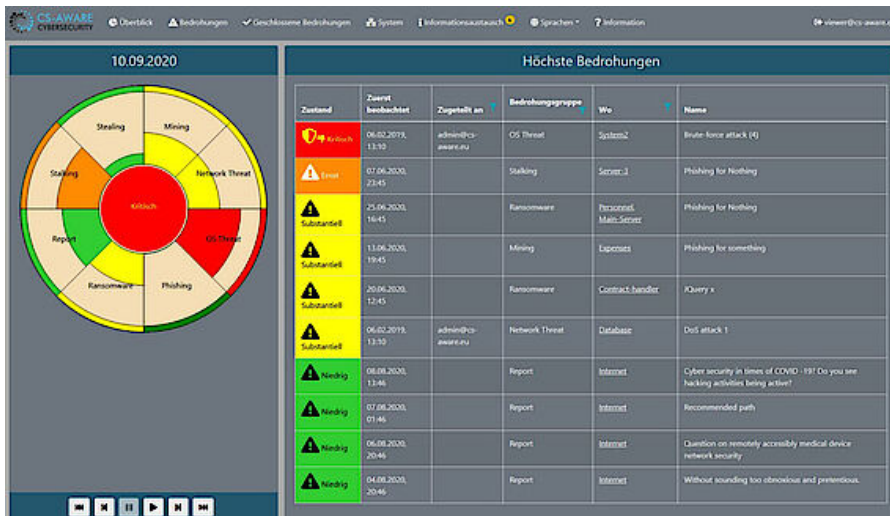 CS-AWARE
CYBERSECURITY
Überblick
Bedrohungen
Geschlossene Bedrohungen
System
Informationsaustausch
Sprachen
Information
viewer@cs-aware.
10.09.2020
Stealing
Mining
Stalking
Network Threat
Kritisch
Report
OS Threat
Ransomware
Phishing
Höchste Bedrohungen
Zustand Zuerst beobachtet Zugeteilt an Bedrohungsgruppe Wo Name
Kritisch 06.02.2019, 13:10 admin@cs-aware.eu OS Threat System2 Brute-force attack (4)
Ernst 07.06.2020, 23:45 Stalking Server-3 Phishing for Nothing
Substantiell 25.06.2020, 16:45 Ransomware Personnel, Main-Server Phishing for Nothing
Substantiell 13.06.2020, 19:45 Mining Expenses Phishing for something
Substantiell 20.06.2020, 12:45 Ransomware Contract-handler JQuery x
Substantiell 06.02.2019, 13:10 admin@cs-aware.eu Network Threat Database DoS attack 1
Niedrig 08.08.2020, 13:46 Report Internet Cyber security in times of COVID -19? Do you see hacking activities being active?
Niedrig 07.08.2020, 01:46 Report Internet Recommended path
Niedrig 06.08.2020, 20:46 Report Internet Question on remotely accessibly medical device network security
Niedrig 04.08.2020, 20:46 Report Internet Without sounding too obnoxious and pretentious.